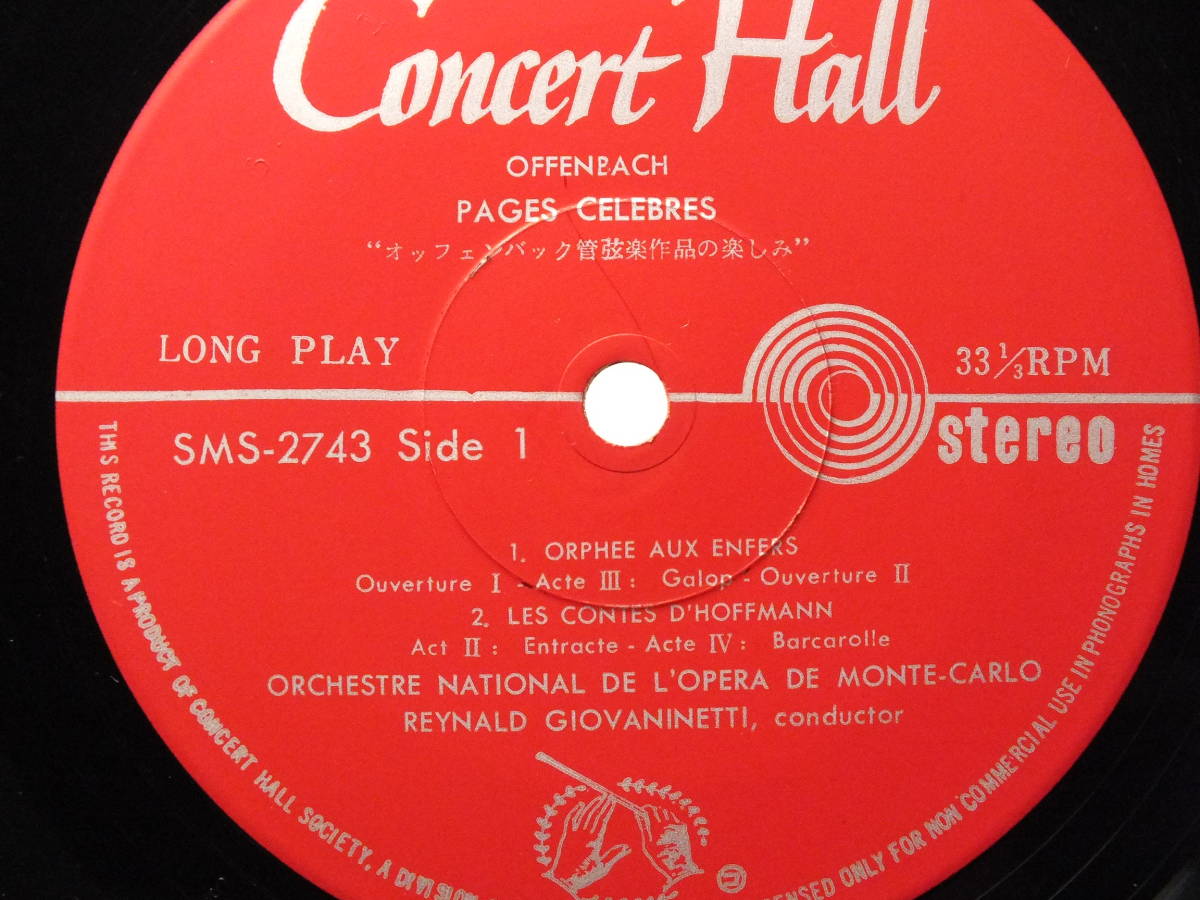 Concert Hall
OFFENBACH
PAGES CELEBRES
“オッフェンバック管弦楽作品の楽しみ”
LONG PLAY
33 1/3 RPM
SMS-2743 Side 1
stereo
1. ORPHEE AUX ENFERS
Ouverture I - Acte III : Galop - Ouverture II
2. LES CONTES D'HOFFMANN
Act II : Entracte - Acte IV : Barcarolle
ORCHESTRE NATIONAL DE L'OPERA DE MONTE-CARLO
REYNALD GIOVANINETTI, conductor
THIS RECORD IS A PRODUCT OF CONCERT HALL SOCIETY, A
ONLY FOR NON COMMERCIAL USE IN PHONOGRAPHS IN HOMES